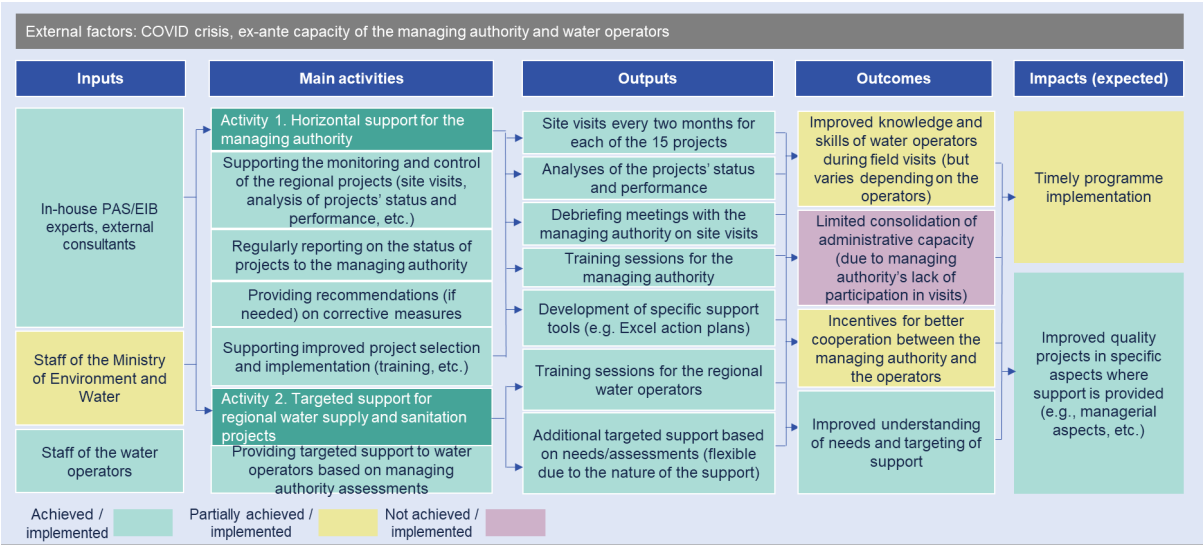 External factors: COVID crisis, ex-ante capacity of the managing authority and water operators
Inputs
Main activities
Outputs
Outcomes
Impacts (expected)
In-house PAS/EIB
experts, external
consultants
Staff of the Ministry
of Environment and
Water
Staff of the water
operators
Activity 1. Horizontal support for the
managing authority
Supporting the monitoring and control
of the regional projects (site visits,
analysis of projects' status and
performance, etc.)
Regularly reporting on the status of
projects to the managing authority
Providing recommendations (if
needed) on corrective measures
Supporting improved project selection
and implementation (training, etc.)
Activity 2. Targeted support for
regional water supply and sanitation
projects
Providing targeted support to water
operators based on managing
authority assessments
Site visits every two months for
each of the 15 projects
Analyses of the projects' status
and performance
Debriefing meetings with the
managing authority on site visits
Training sessions for the
managing authority
Development of specific support
tools (e.g. Excel action plans)
Training sessions for the regional
water operators
Additional targeted support based
on needs/assessments (flexible
due to the nature of the support)
Improved knowledge and
skills of water operators
during field visits (but
varies depending on the
operators)
Limited consolidation of
administrative capacity
(due to managing
authority's lack of
participation in visits)
Incentives for better
cooperation between the
managing authority and
the operators
Improved understanding
of needs and targeting of
support
Timely programme
implementation
Improved quality
projects in specific
aspects where
support is provided
(e.g., managerial
aspects, etc.)
Achieved /
implemented
Partially achieved /
implemented
Not achieved /
implemented